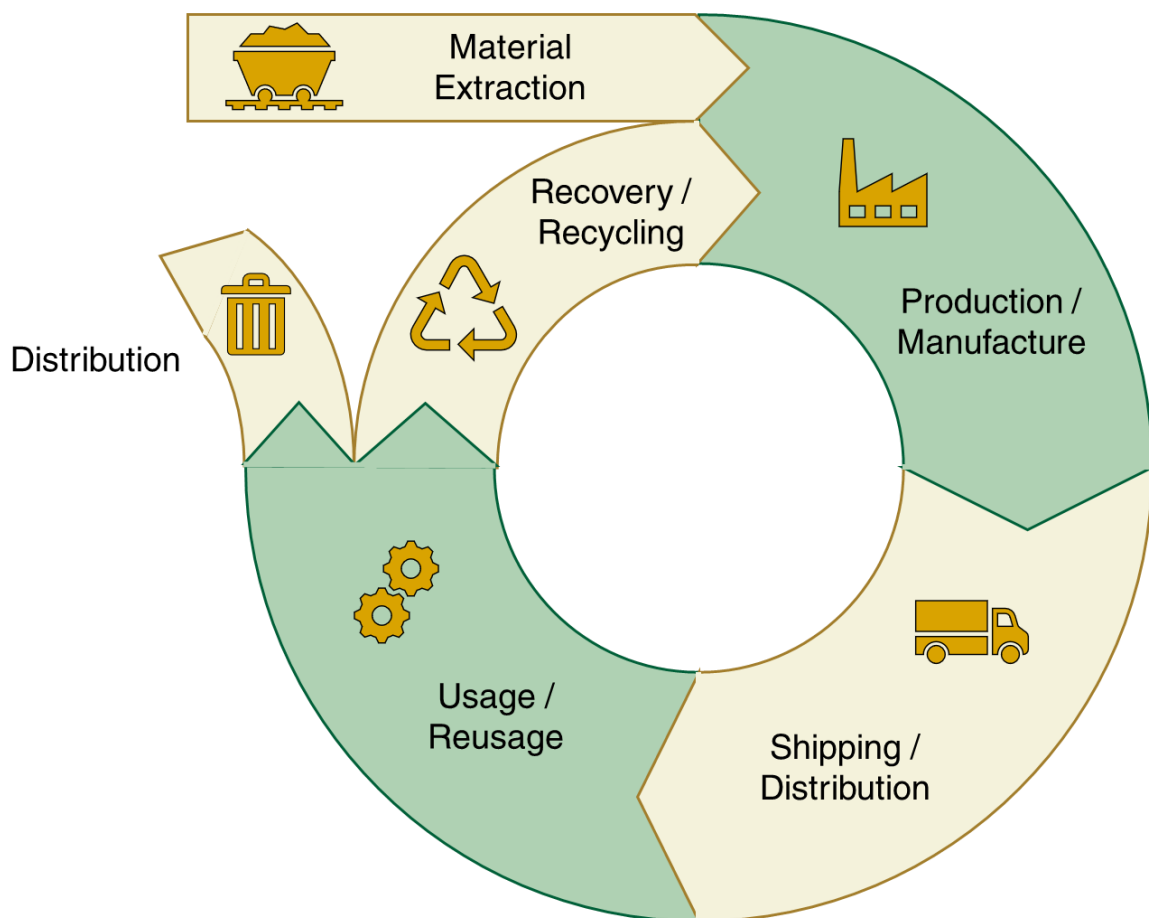 Material
Extraction
Recovery /
Recycling
Production /
Manufacture
Distribution
Usage /
Reusage
Shipping /
Distribution